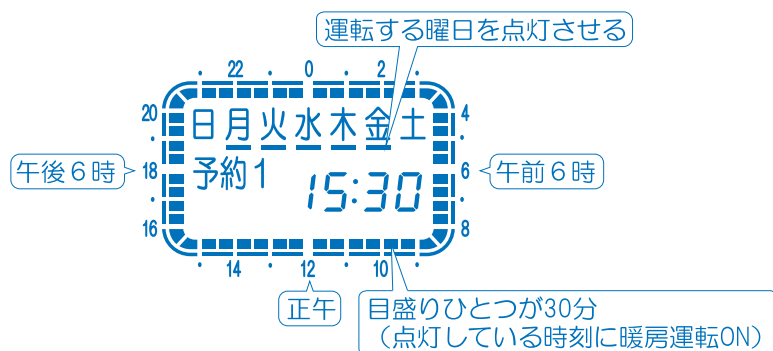 運転する曜日を点灯させる
22 0 2
20 4
日月火水木金土
午後6時 18 予約1 6 午前6時
15:30
16 8
14 12 10
正午
目盛りひとつが30分
(点灯している時刻に暖房運転ON)